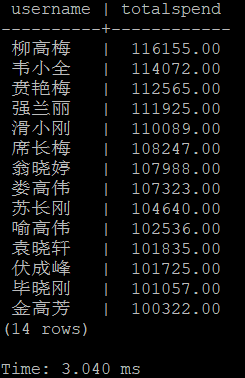 username | totalspend
----------+------------
柳高梅 | 116155.00
韦小全 | 114072.00
贲艳梅 | 112565.00
强兰丽 | 111925.00
滑小刚 | 110089.00
席长梅 | 108247.00
翁晓婷 | 107988.00
娄高伟 | 107323.00
苏长刚 | 104640.00
喻高伟 | 102536.00
袁晓轩 | 101835.00
伏成峰 | 101725.00
毕晓刚 | 101057.00
金高芳 | 100322.00
(14 rows)
Time: 3.040 ms